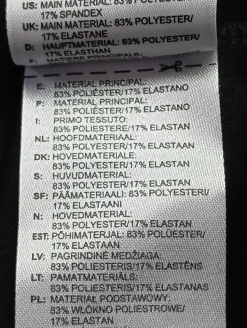 US: MAIN MATERIAL: 83% POLYESTER/
17% SPANDEX
UK: MAIN MATERIAL: 83% POLYESTER/
17% ELASTANE
D: HAUPTMATERIAL: 83% POLYESTER/
17% ELASTHAN
F: MATIERE PRINCIPALE:
E: MATERIAL PRINCIPAL:
83% POLIÉSTER/17% ELASTANO
P: MATERIAL PRINCIPAL:
83% POLIÉSTER/17% ELASTANO
I: PRIMO TESSUTO:
83% POLIESTERE/17% ELASTAN
NL: HOOFDMATERIAAL:
83% POLYESTER/17% ELASTAAN
DK: HOVEDMATERIALE:
83% POLYESTER/17% ELASTAN
S: HUVUDMATERIAL:
83% POLYESTER/17% ELASTAN
SF: PÄÄMATERIAALI: 83% POLYESTERI/
17% ELASTAANI
N: HOVEDMATERIAL:
83% POLYESTER/17% ELASTAN
EST: PÕHIMATERJAL: 83% POLÜESTER/
17% ELASTAAN
LV: PAGRINDINĖ MEDŽIAGA:
83% POLIESTERIS/17% ELASTĒNS
LT: PAMATMATERIĀLS:
83% POLIESTERIS/17% ELASTANAS
PL: MATERIAŁ PODSTAWOWY:
83% WŁÓKNO POLIESTROWE/
17% ELASTAN